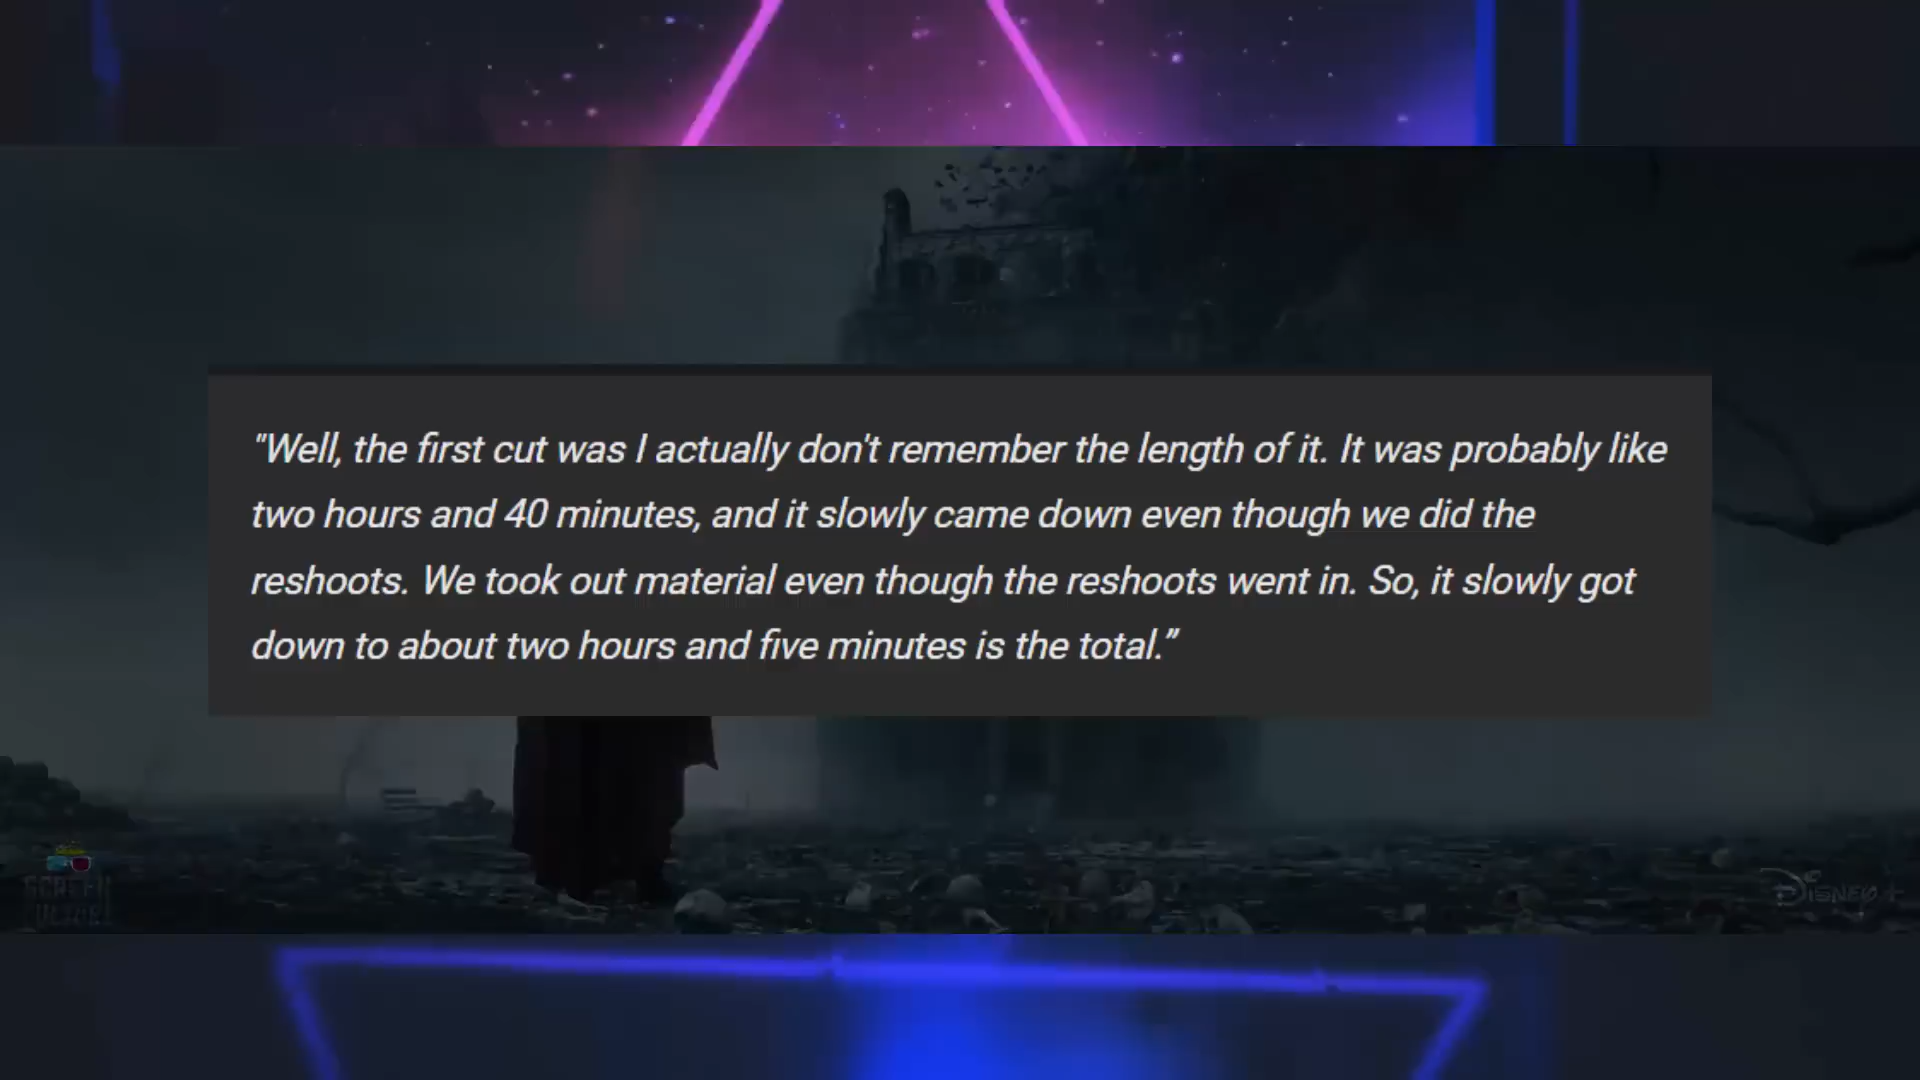 "Well, the first cut was I actually don't remember the length of it. It was probably like
two hours and 40 minutes, and it slowly came down even though we did the
reshoots. We took out material even though the reshoots went in. So, it slowly got
down to about two hours and five minutes is the total.”
SCREEN
CULTURE
Disney+